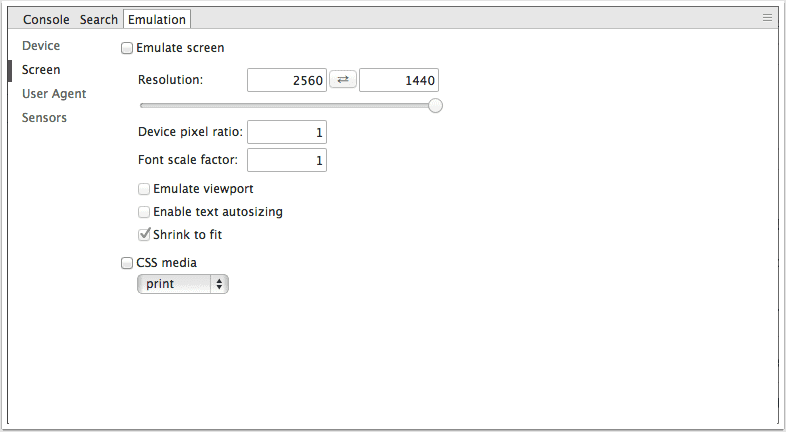 Console Search Emulation
Device
Screen
User Agent
Sensors
Emulate screen
Resolution: 2560 ⇄ 1440
Device pixel ratio: 1
Font scale factor: 1
Emulate viewport
Enable text autosizing
Shrink to fit
CSS media
print